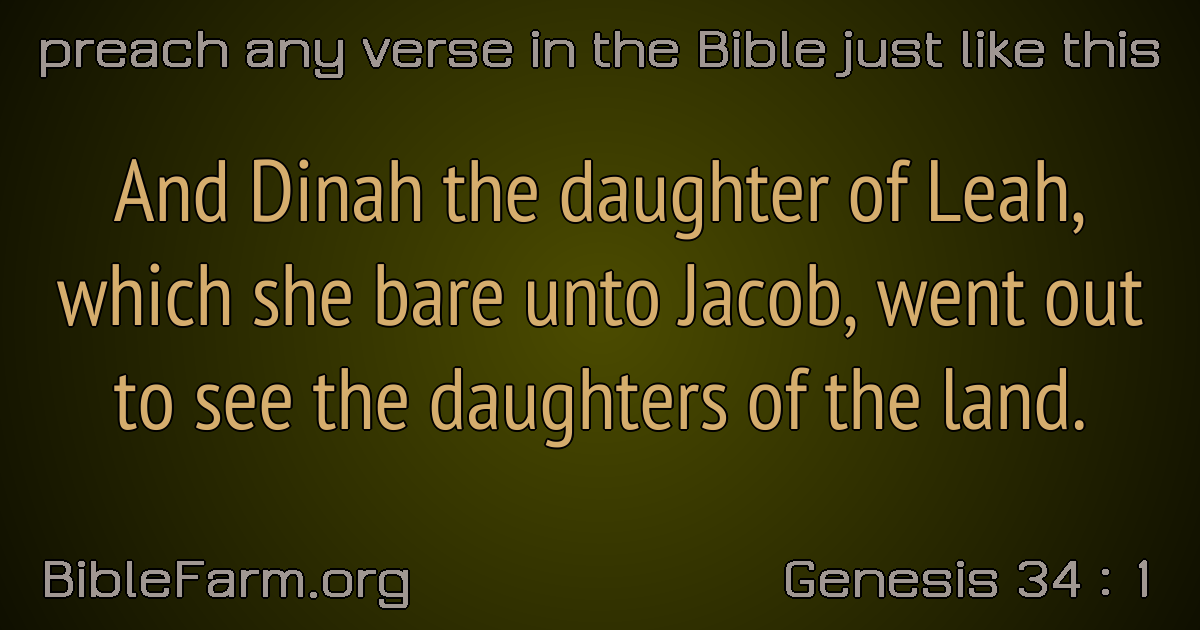 preach any verse in the Bible just like this
And Dinah the daughter of Leah,
which she bare unto Jacob, went out
to see the daughters of the land.
BibleFarm.org
Genesis 34 : 1